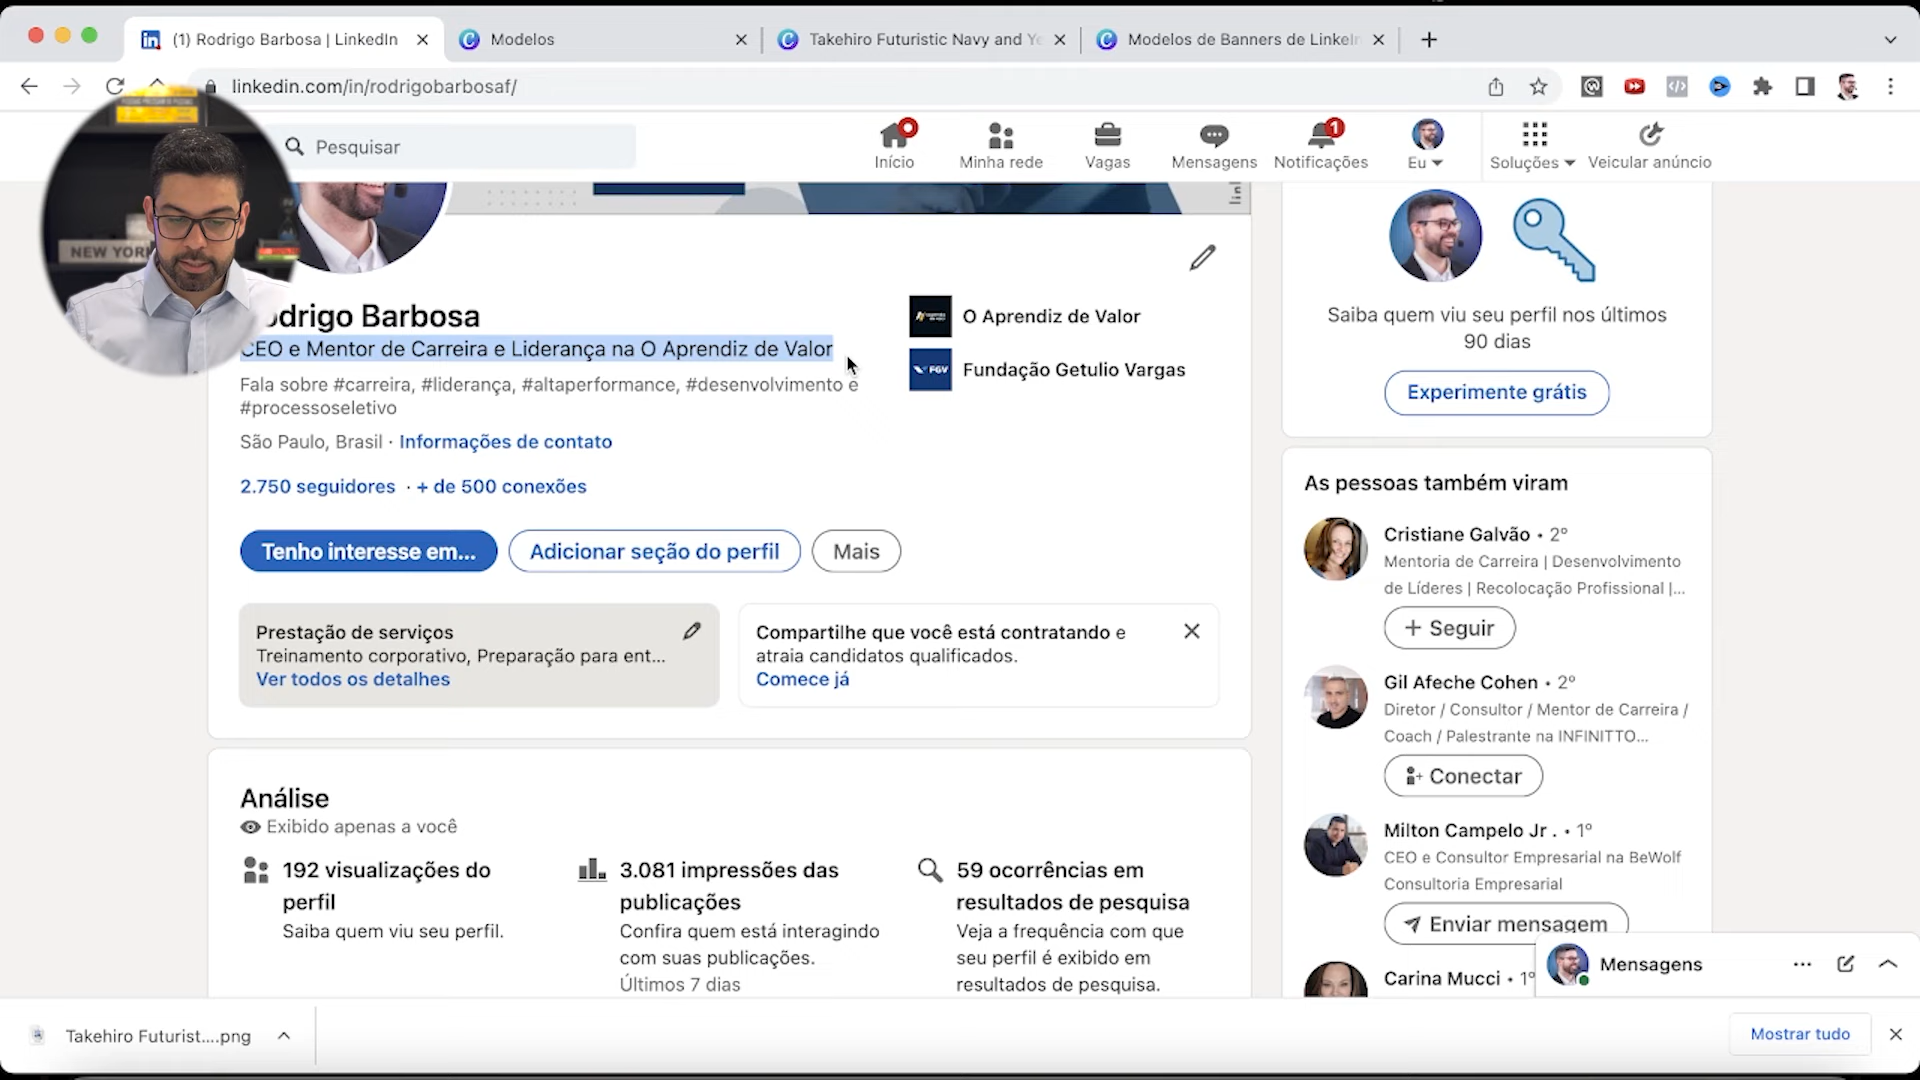 (1) Rodrigo Barbosa | LinkedIn
Modelos
Takehiro Futuristic Navy and Ye
Modelos de Banners de LinkeIn
linkedin.com/in/rodrigobarbosaf/
Pesquisar
Início
Minha rede
Vagas
Mensagens
1
Notificações
Eu
Soluções
Veicular anúncio
NEW YORK
lin
odrigo Barbosa
CEO e Mentor de Carreira e Liderança na O Aprendiz de Valor
Fala sobre #carreira, #liderança, #altaperformance, #desenvolvimento e
#processoseletivo
São Paulo, Brasil · Informações de contato
2.750 seguidores · + de 500 conexões
O Aprendiz de Valor
FGV
Fundação Getulio Vargas
Tenho interesse em...
Adicionar seção do perfil
Mais
Prestação de serviços
Treinamento corporativo, Preparação para ent...
Ver todos os detalhes
Compartilhe que você está contratando e
atraia candidatos qualificados.
Comece já
Análise
Exibido apenas a você
192 visualizações do
perfil
Saiba quem viu seu perfil.
3.081 impressões das
publicações
Confira quem está interagindo
com suas publicações.
Últimos 7 dias
59 ocorrências em
resultados de pesquisa
Veja a frequência com que
seu perfil é exibido em
resultados de pesquisa.
Saiba quem viu seu perfil nos últimos
90 dias
Experimente grátis
As pessoas também viram
Cristiane Galvão • 2º
Mentoria de Carreira | Desenvolvimento
de Líderes | Recolocação Profissional |...
+ Seguir
Gil Afeche Cohen • 2º
Diretor / Consultor / Mentor de Carreira /
Coach / Palestrante na INFINITTO...
Conectar
Milton Campelo Jr . • 1º
CEO e Consultor Empresarial na BeWolf
Consultoria Empresarial
Enviar mensagem
Carina Mucci • 1º
Mensagens
Takehiro Futurist....png
Mostrar tudo